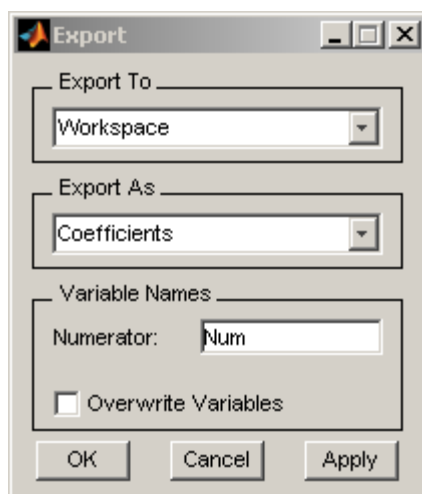 Export
Export To
Workspace
Export As
Coefficients
Variable Names
Numerator: Num
Overwrite Variables
OK Cancel Apply